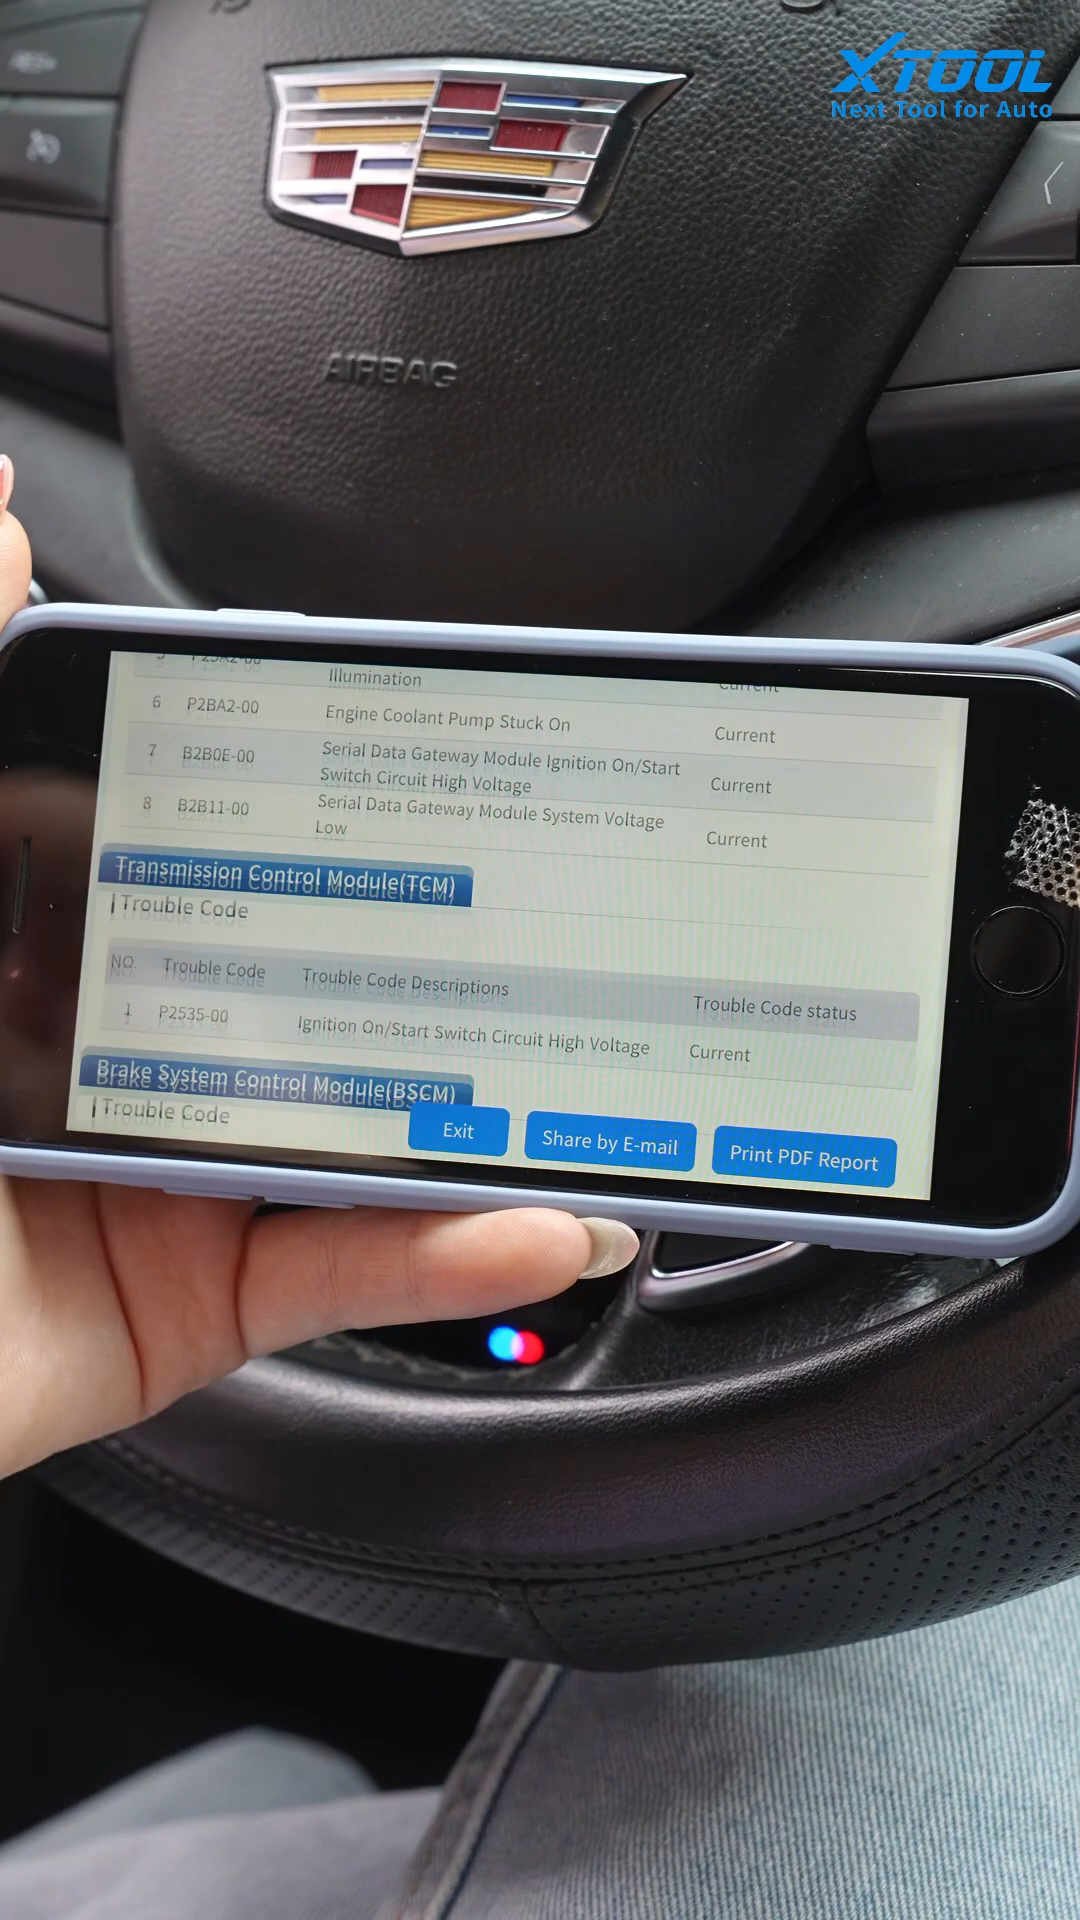 XTOOL
Next Tool for Auto
RES+
AIRBAG
Illumination
Current
6 P2BA2-00 Engine Coolant Pump Stuck On Current
7 B2B0E-00 Serial Data Gateway Module Ignition On/Start
Switch Circuit High Voltage Current
8 B2B11-00 Serial Data Gateway Module System Voltage
Low Current
Transmission Control Module(TCM)
Trouble Code
NO. Trouble Code Trouble Code Descriptions Trouble Code status
1 P2535-00 Ignition On/Start Switch Circuit High Voltage Current
Brake System Control Module(BSCM)
Trouble Code
Exit
Share by E-mail
Print PDF Report